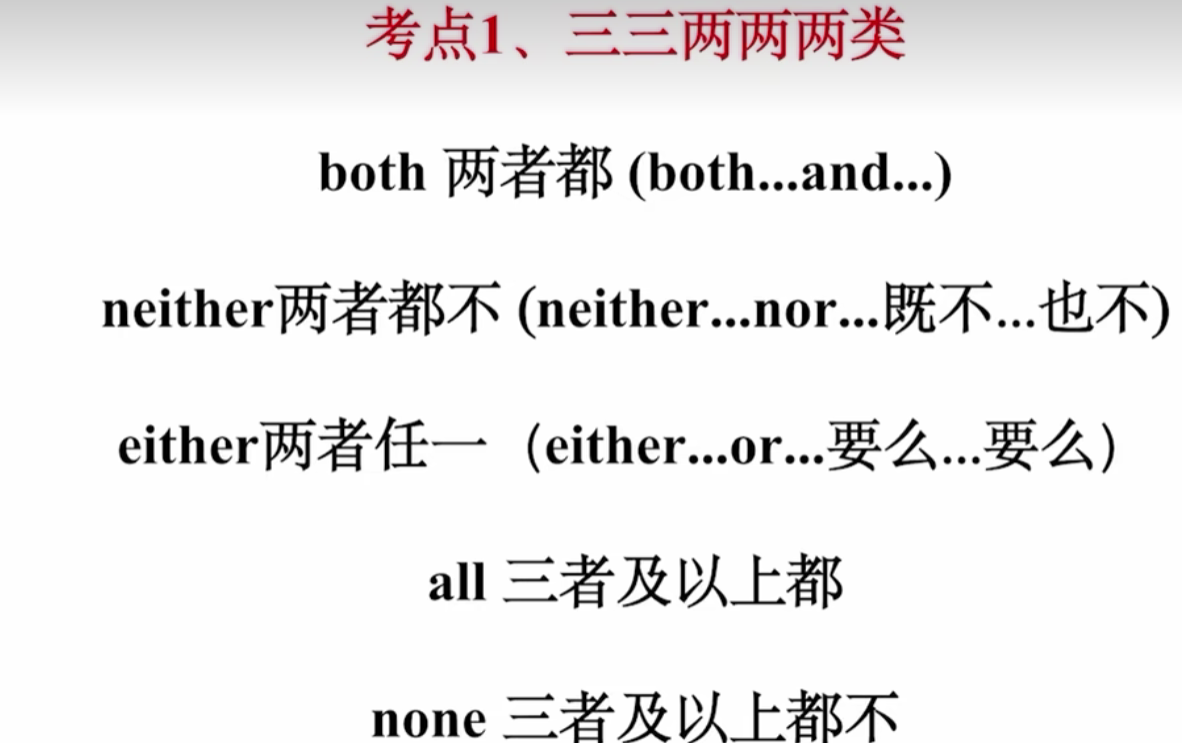 考点1、三三两两两类
both 两者都 (both...and...)
neither两者都不 (neither...nor...既不...也不)
either两者任一（either...or...要么...要么）
all 三者及以上都
none 三者及以上都不